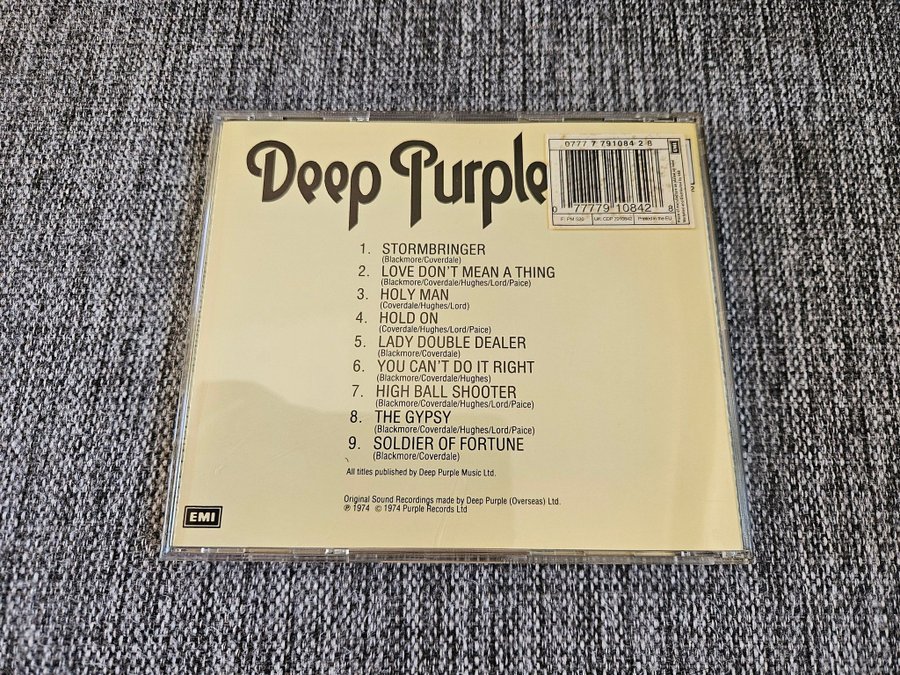 Deep Purple
0777 7 791084 2 8
0 77779 10842 8
EMI
1. STORMBRINGER
(Blackmore/Coverdale)
2. LOVE DON'T MEAN A THING
(Blackmore/Coverdale/Hughes/Lord/Paice)
3. HOLY MAN
(Coverdale/Hughes/Lord)
4. HOLD ON
(Coverdale/Hughes/Lord/Paice)
5. LADY DOUBLE DEALER
(Blackmore/Coverdale)
6. YOU CAN'T DO IT RIGHT
(Blackmore/Coverdale/Hughes)
7. HIGH BALL SHOOTER
(Blackmore/Coverdale/Hughes/Lord/Paice)
8. THE GYPSY
(Blackmore/Coverdale/Hughes/Lord/Paice)
9. SOLDIER OF FORTUNE
(Blackmore/Coverdale)
All titles published by Deep Purple Music Ltd.
Original Sound Recordings made by Deep Purple (Overseas) Ltd.
℗ 1974 © 1974 Purple Records Ltd
EMI